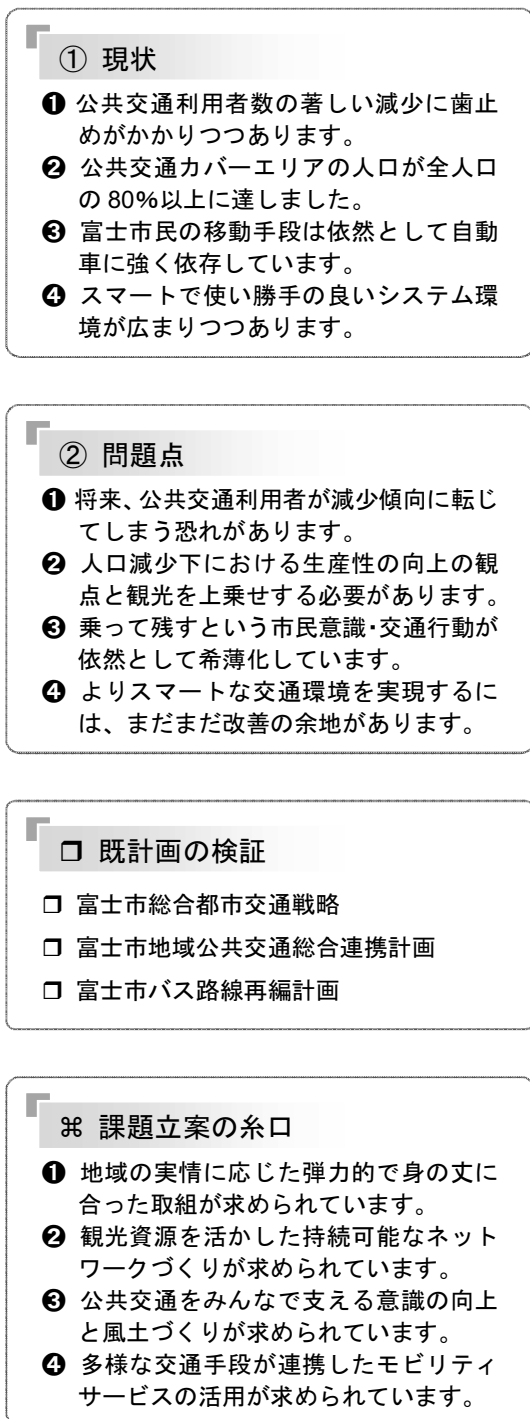 ① 現状
❶ 公共交通利用者数の著しい減少に歯止
めがかかりつつあります。
❷ 公共交通カバーエリアの人口が全人口
の 80%以上に達しました。
❸ 富士市民の移動手段は依然として自動
車に強く依存しています。
❹ スマートで使い勝手の良いシステム環
境が広まりつつあります。
② 問題点
❶ 将来、公共交通利用者が減少傾向に転じ
てしまう恐れがあります。
❷ 人口減少下における生産性の向上の観
点と観光を上乗せする必要があります。
❸ 乗って残すという市民意識・交通行動が
依然として希薄化しています。
❹ よりスマートな交通環境を実現するに
は、まだまだ改善の余地があります。
❒ 既計画の検証
❒ 富士市総合都市交通戦略
❒ 富士市地域公共交通総合連携計画
❒ 富士市バス路線再編計画
⌘ 課題立案の糸口
❶ 地域の実情に応じた弾力的で身の丈に
合った取組が求められています。
❷ 観光資源を活かした持続可能なネット
ワークづくりが求められています。
❸ 公共交通をみんなで支える意識の向上
と風土づくりが求められています。
❹ 多様な交通手段が連携したモビリティ
サービスの活用が求められています。